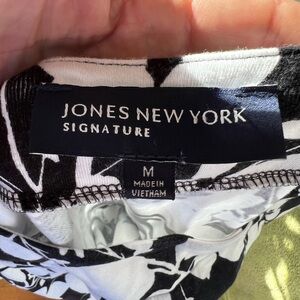 JONES NEW YORK
SIGNATURE
M
MADE IN
VIETNAM